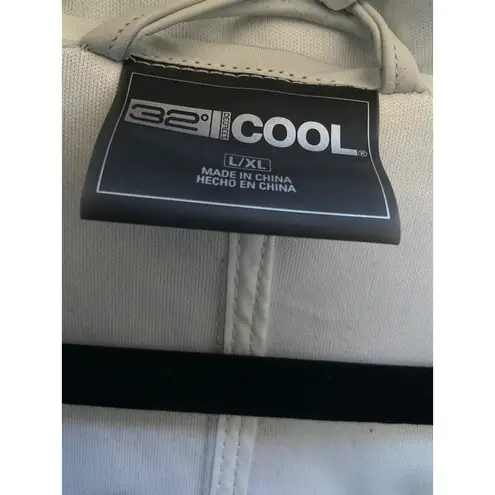 32° DEGREES COOL®
L/XL
MADE IN CHINA
HECHO EN CHINA